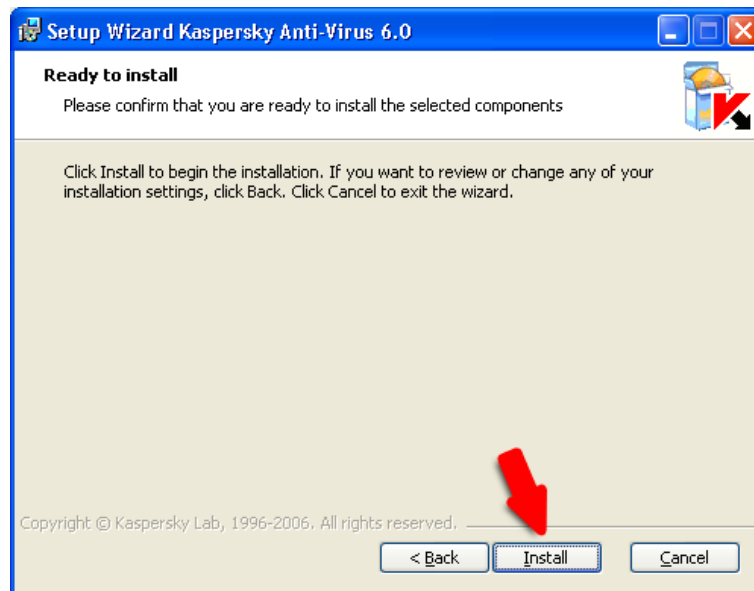 Setup Wizard Kaspersky Anti-Virus 6.0
Ready to install
Please confirm that you are ready to install the selected components
Click Install to begin the installation. If you want to review or change any of your
installation settings, click Back. Click Cancel to exit the wizard.
Copyright © Kaspersky Lab, 1996-2006. All rights reserved.
< Back Install Cancel